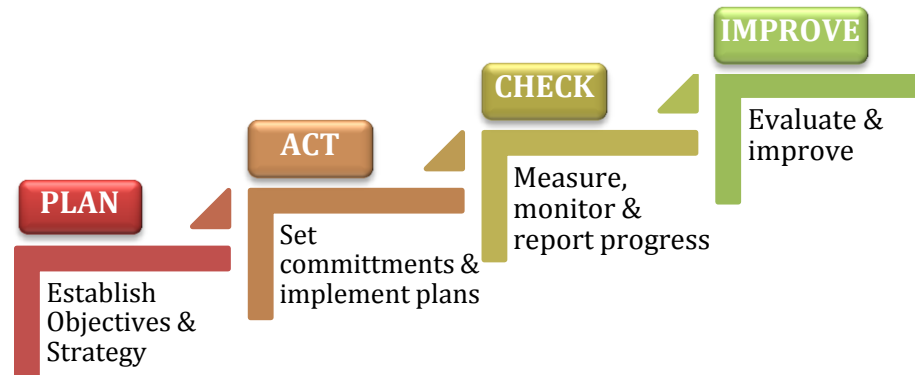 PLAN
Establish
Objectives &
Strategy
ACT
Set
committments &
implement plans
CHECK
Measure,
monitor &
report progress
IMPROVE
Evaluate &
improve